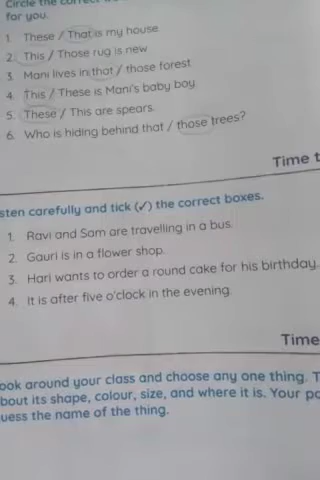 Circle the correct
for you.
1. These / That is my house.
2. This / Those rug is new
3. Mani lives in that / those forest
4. This / These is Mani's baby boy.
5. These / This are spears.
6. Who is hiding behind that / those trees?
Time t
sten carefully and tick (✓) the correct boxes.
1. Ravi and Sam are travelling in a bus.
2. Gauri is in a flower shop.
3. Hari wants to order a round cake for his birthday.
4. It is after five o'clock in the evening.
Time
ook around your class and choose any one thing. T
bout its shape, colour, size, and where it is. Your pa
uess the name of the thing.